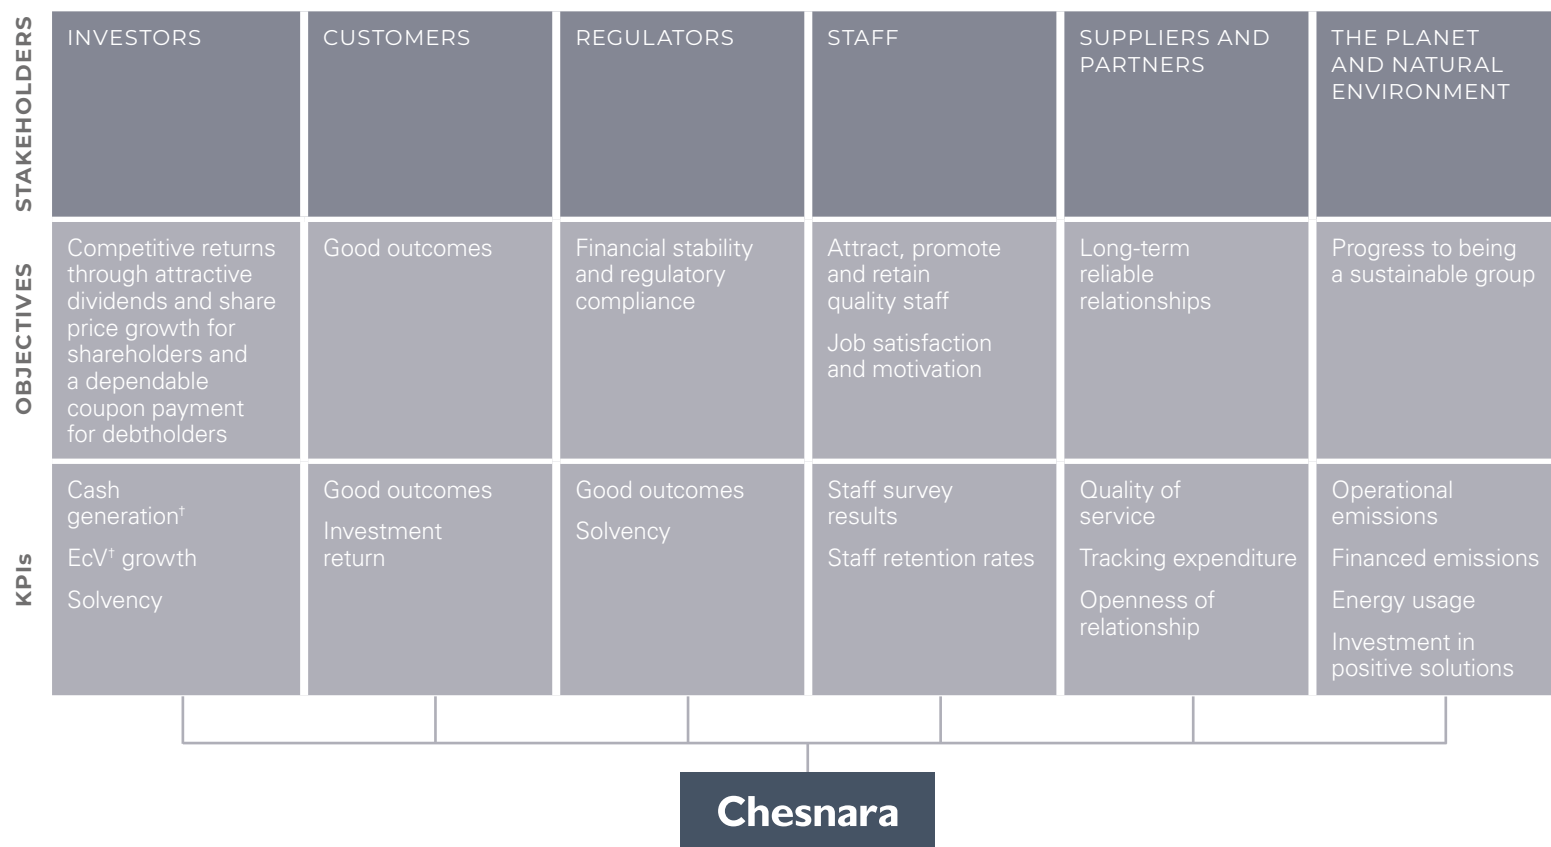 STAKEHOLDERS
INVESTORS
CUSTOMERS
REGULATORS
STAFF
SUPPLIERS AND
PARTNERS
THE PLANET
AND NATURAL
ENVIRONMENT
OBJECTIVES
Competitive returns
through attractive
dividends and share
price growth for
shareholders and
a dependable
coupon payment
for debtholders
Good outcomes
Financial stability
and regulatory
compliance
Attract, promote
and retain
quality staff
Job satisfaction
and motivation
Long-term
reliable
relationships
Progress to being
a sustainable group
KPIs
Cash
generation†
EcV† growth
Solvency
Good outcomes
Investment
return
Good outcomes
Solvency
Staff survey
results
Staff retention rates
Quality of
service
Tracking expenditure
Openness of
relationship
Operational
emissions
Financed emissions
Energy usage
Investment in
positive solutions
Chesnara